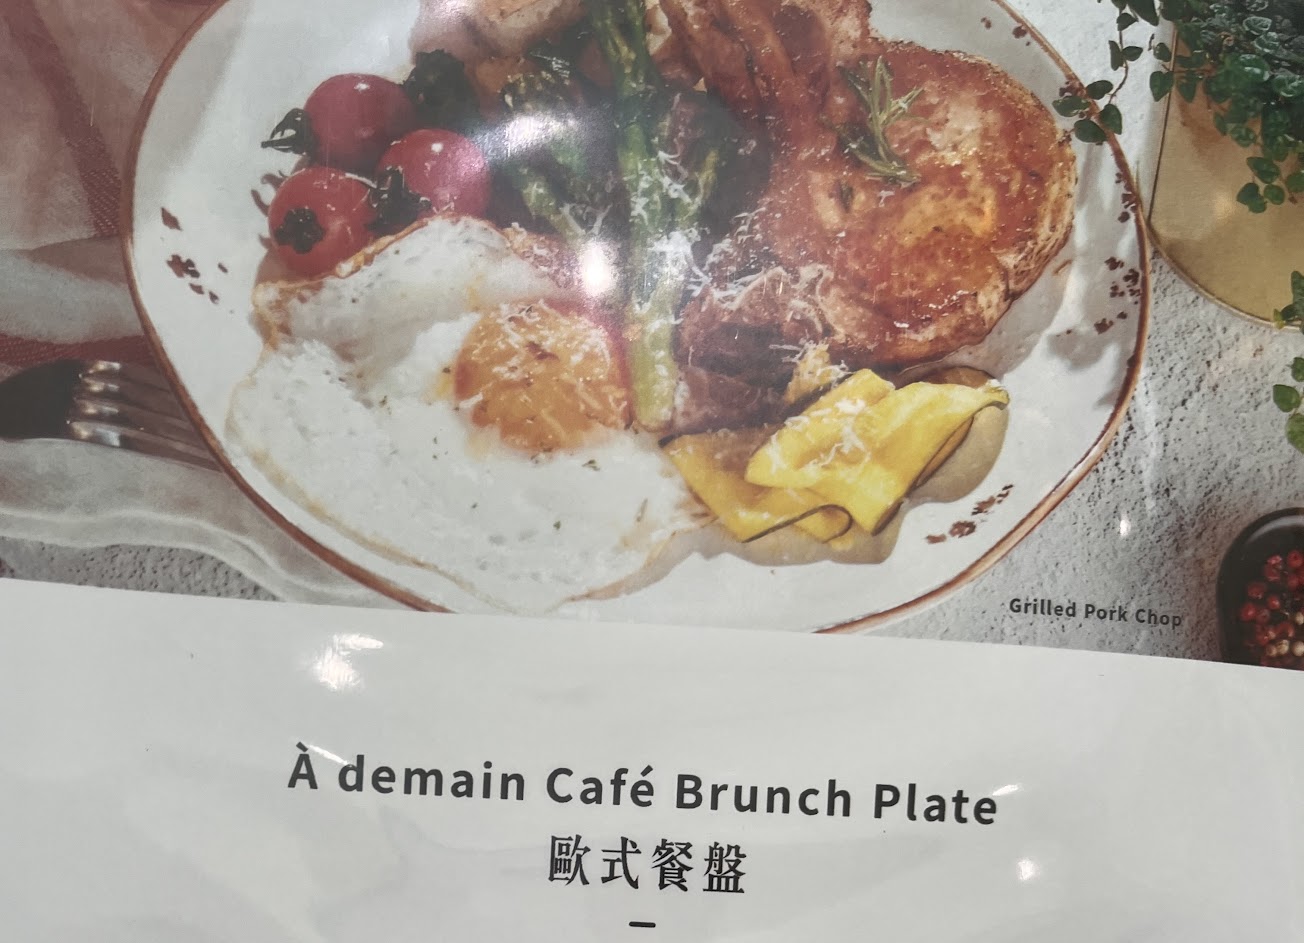 Grilled Pork Chop
À demain Café Brunch Plate
歐式餐盤